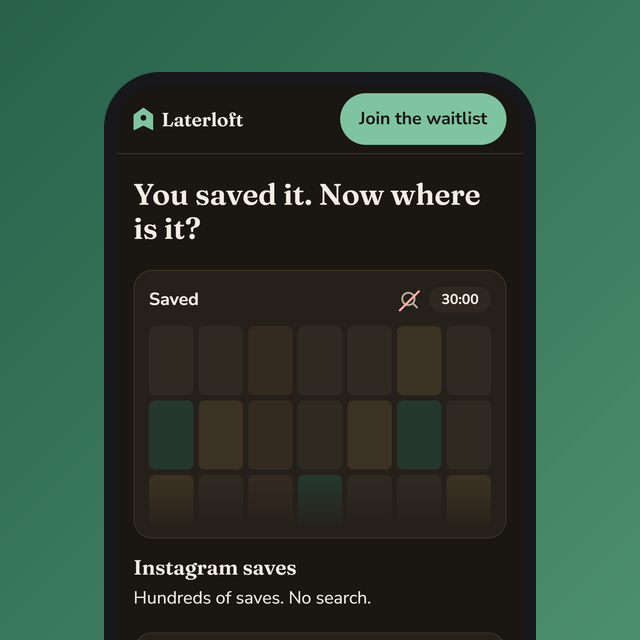 Laterloft
Join the waitlist
You saved it. Now where
is it?
Saved
30:00
Instagram saves
Hundreds of saves. No search.